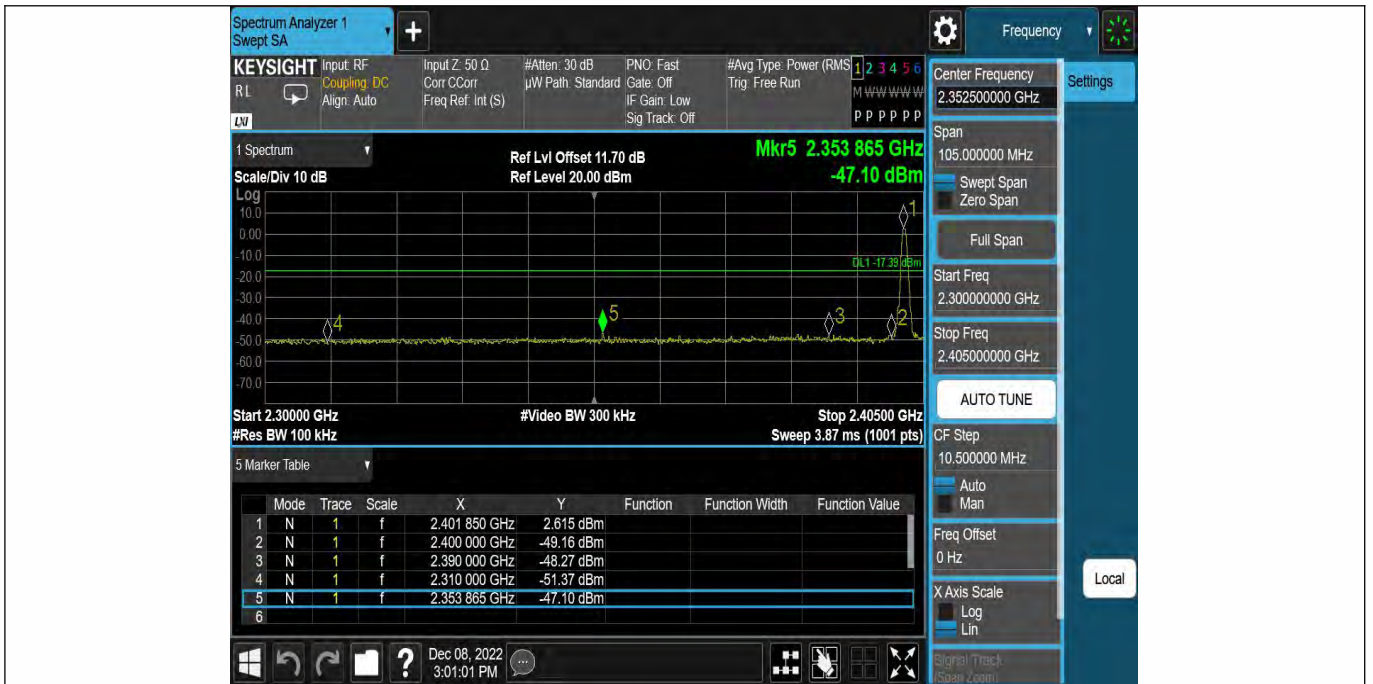 Spectrum Analyzer 1
Swept SA
+
Frequency
KEYSIGHT
RL
LXI
Input: RF
Coupling: DC
Align: Auto
Input Z: 50 Ω
Corr CCorr
Freq Ref: Int (S)
#Atten: 30 dB
µW Path: Standard
PNO: Fast
Gate: Off
IF Gain: Low
Sig Track: Off
#Avg Type: Power (RMS
Trig: Free Run
1 2 3 4 5 6
M W W W W W
P P P P P P
1 Spectrum
Scale/Div 10 dB
Ref Lvl Offset 11.70 dB
Ref Level 20.00 dBm
Mkr5 2.353 865 GHz
-47.10 dBm
Log
10.0
0.00
-10.0
-20.0
-30.0
-40.0
-50.0
-60.0
-70.0
DL1 -17.39 dBm
1
2
3
4
5
Start 2.30000 GHz
#Video BW 300 kHz
Stop 2.40500 GHz
#Res BW 100 kHz
Sweep 3.87 ms (1001 pts)
5 Marker Table
Mode Trace Scale X Y Function Function Width Function Value
1 N 1 f 2.401 850 GHz 2.615 dBm
2 N 1 f 2.400 000 GHz -49.16 dBm
3 N 1 f 2.390 000 GHz -48.27 dBm
4 N 1 f 2.310 000 GHz -51.37 dBm
5 N 1 f 2.353 865 GHz -47.10 dBm
6
?
Dec 08, 2022
3:01:01 PM
Center Frequency
2.352500000 GHz
Settings
Span
105.000000 MHz
Swept Span
Zero Span
Full Span
Start Freq
2.300000000 GHz
Stop Freq
2.405000000 GHz
AUTO TUNE
CF Step
10.500000 MHz
Auto
Man
Freq Offset
0 Hz
X Axis Scale
Log
Lin
Signal Track
(Span Zoom)
Local